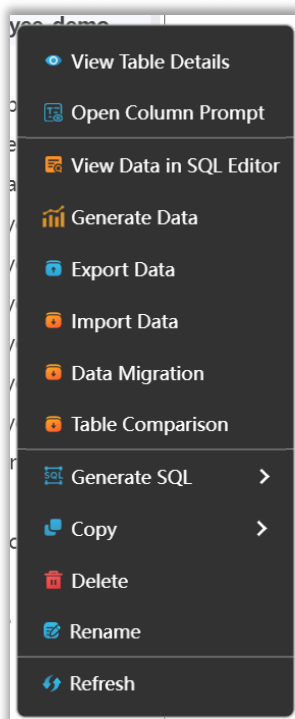 View Table Details
Open Column Prompt
View Data in SQL Editor
Generate Data
Export Data
Import Data
Data Migration
Table Comparison
SQL Generate SQL
Copy
Delete
Rename
Refresh